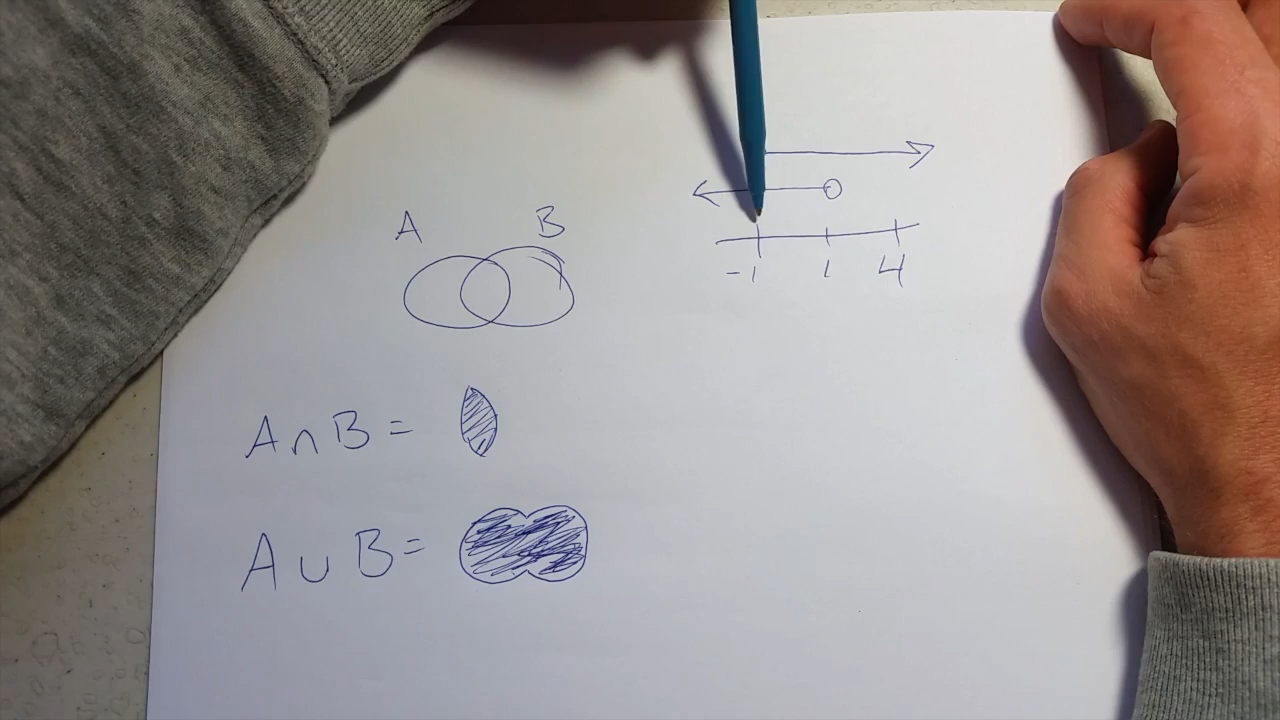 A B
-1 1 4
A ∩ B =
A ∪ B =